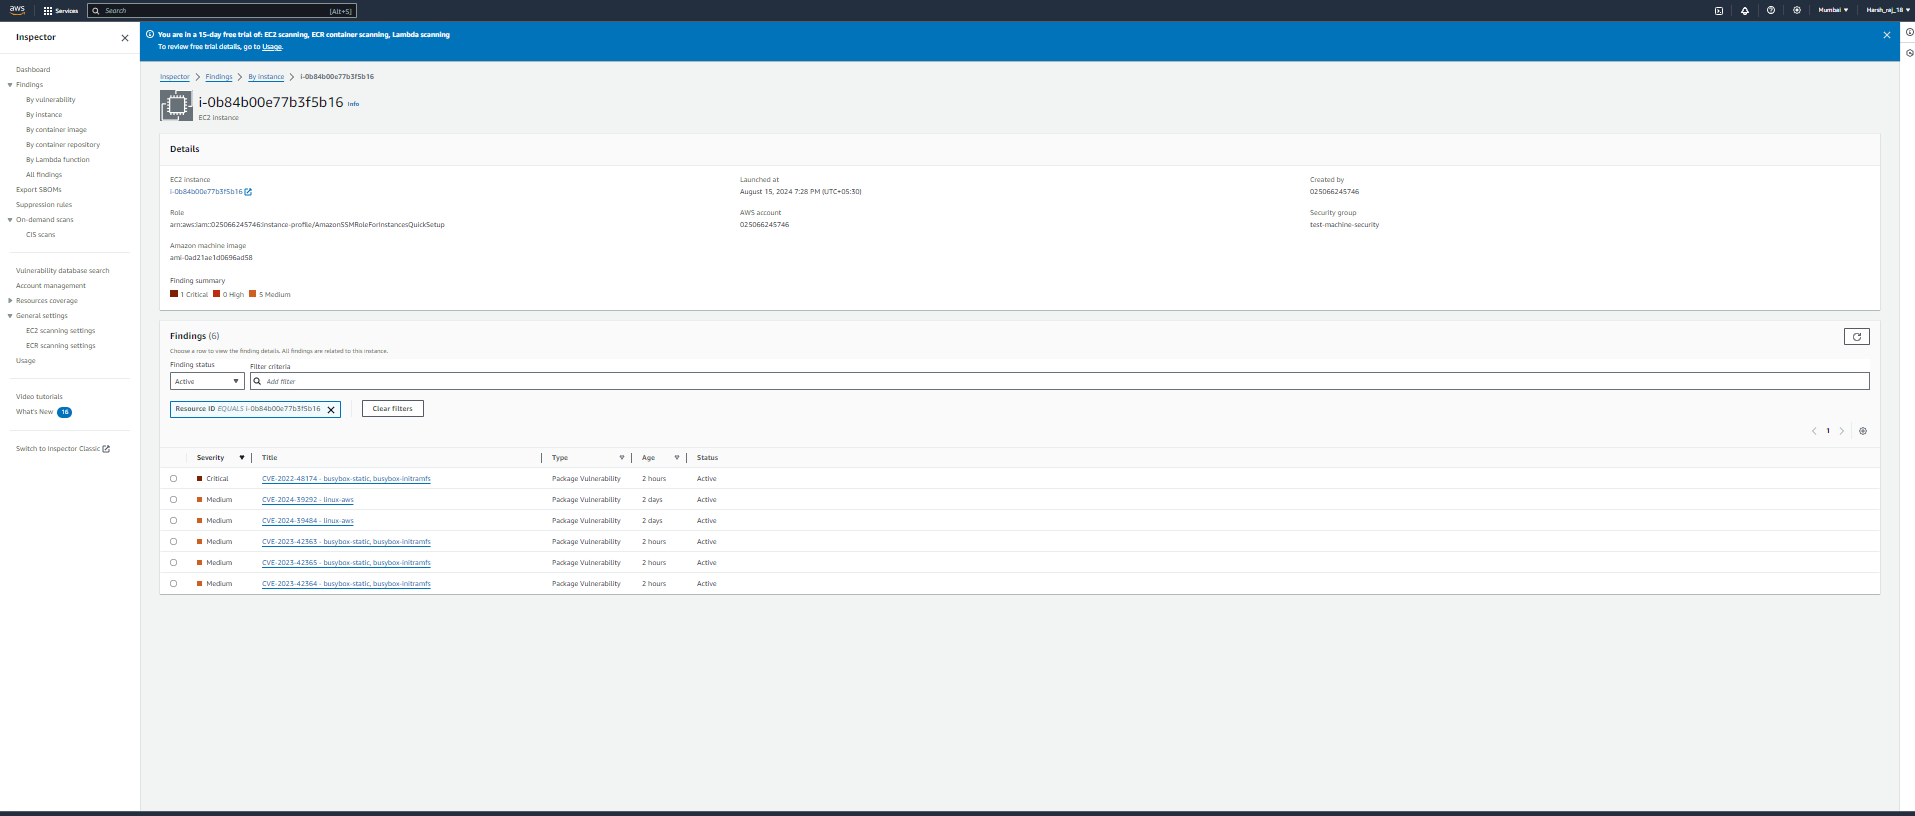 aws
Services
Search
[Alt+S]
Mumbai
Harsh_raj_18
Inspector
You are in a 15-day free trial of: EC2 scanning, ECR container scanning, Lambda scanning
To review free trial details, go to Usage.
Dashboard
Findings
By vulnerability
By instance
By container image
By container repository
By Lambda function
All findings
Export SBOMs
Suppression rules
On-demand scans
CIS scans
Vulnerability database search
Account management
Resources coverage
General settings
EC2 scanning settings
ECR scanning settings
Usage
Video tutorials
What's New 16
Switch to Inspector Classic
Inspector > Findings > By instance > i-0b84b00e77b3f5b16
i-0b84b00e77b3f5b16 Info
EC2 instance
Details
EC2 instance
i-0b84b00e77b3f5b16
Launched at
August 15, 2024 7:28 PM (UTC+05:30)
Created by
025066245746
Role
arn:aws:iam::025066245746:instance-profile/AmazonSSMRoleForInstancesQuickSetup
AWS account
025066245746
Security group
test-machine-security
Amazon machine image
ami-0ad21ae1d0696ad58
Finding summary
1 Critical 0 High 5 Medium
Findings (6)
Choose a row to view the finding details. All findings are related to this instance.
Finding status
Filter criteria
Active
Add filter
Resource ID EQUALS i-0b84b00e77b3f5b16
Clear filters
1
Severity Title Type Age Status
Critical CVE-2022-48174 - busybox-static, busybox-initramfs Package Vulnerability 2 hours Active
Medium CVE-2024-39292 - linux-aws Package Vulnerability 2 days Active
Medium CVE-2024-39484 - linux-aws Package Vulnerability 2 days Active
Medium CVE-2023-42363 - busybox-static, busybox-initramfs Package Vulnerability 2 hours Active
Medium CVE-2023-42365 - busybox-static, busybox-initramfs Package Vulnerability 2 hours Active
Medium CVE-2023-42364 - busybox-static, busybox-initramfs Package Vulnerability 2 hours Active